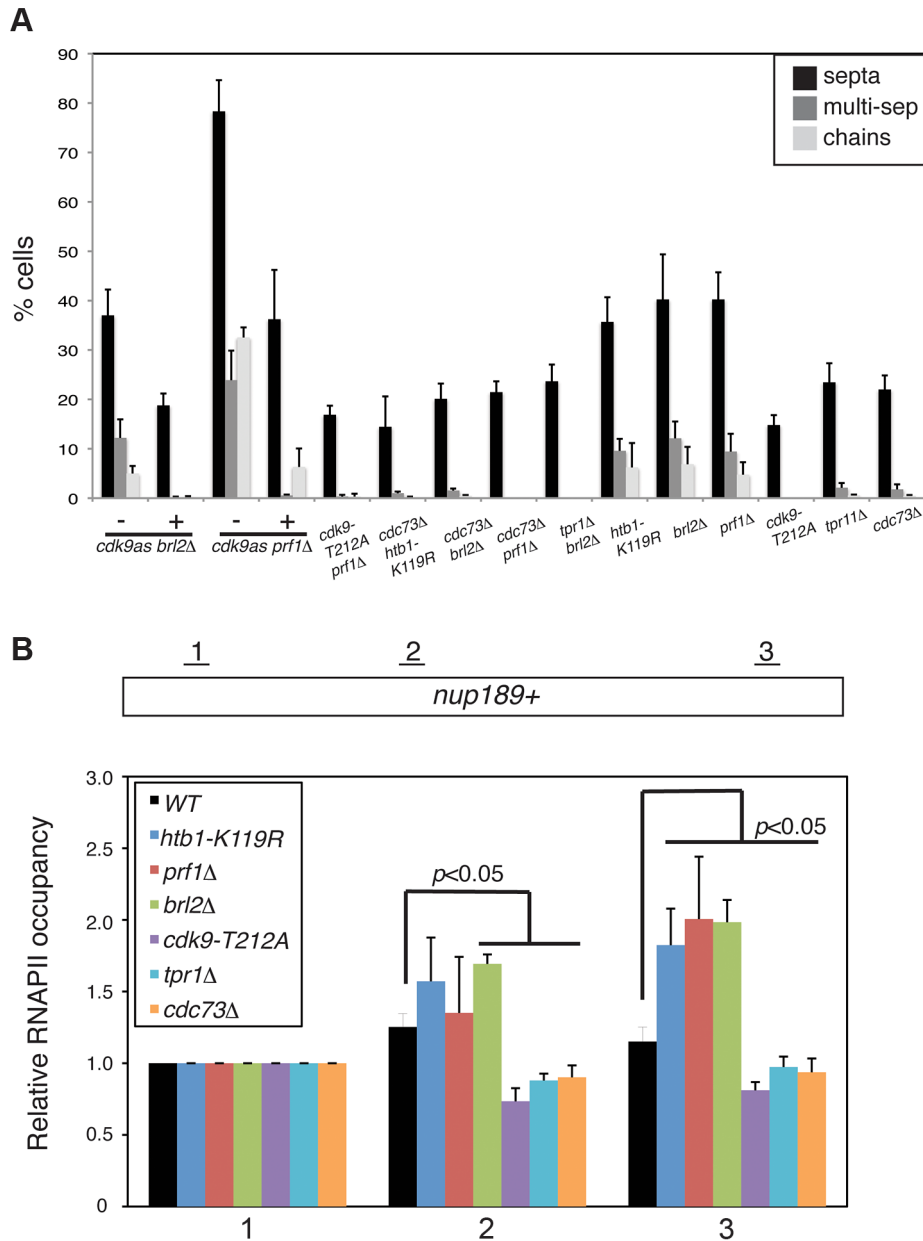 A
90
80
70
60
50
40
30
20
10
0
% cells
septa
multi-sep
chains
- +
cdk9as brl2Δ
- +
cdk9as prf1Δ
cdk9-
T212A
prf1Δ
cdc73Δ
htb1-
K119R
cdc73Δ
brl2Δ
cdc73Δ
prf1Δ
tpr1Δ
brl2Δ
htb1-
K119R
brl2Δ
prf1Δ
cdk9-
T212A
tpr11Δ
cdc73Δ
B
1 2 3
nup189+
3.0
2.5
2.0
1.5
1.0
0.5
0
Relative RNAPII occupancy
WT
htb1-K119R
prf1Δ
brl2Δ
cdk9-T212A
tpr1Δ
cdc73Δ
p<0.05
p<0.05
1 2 3